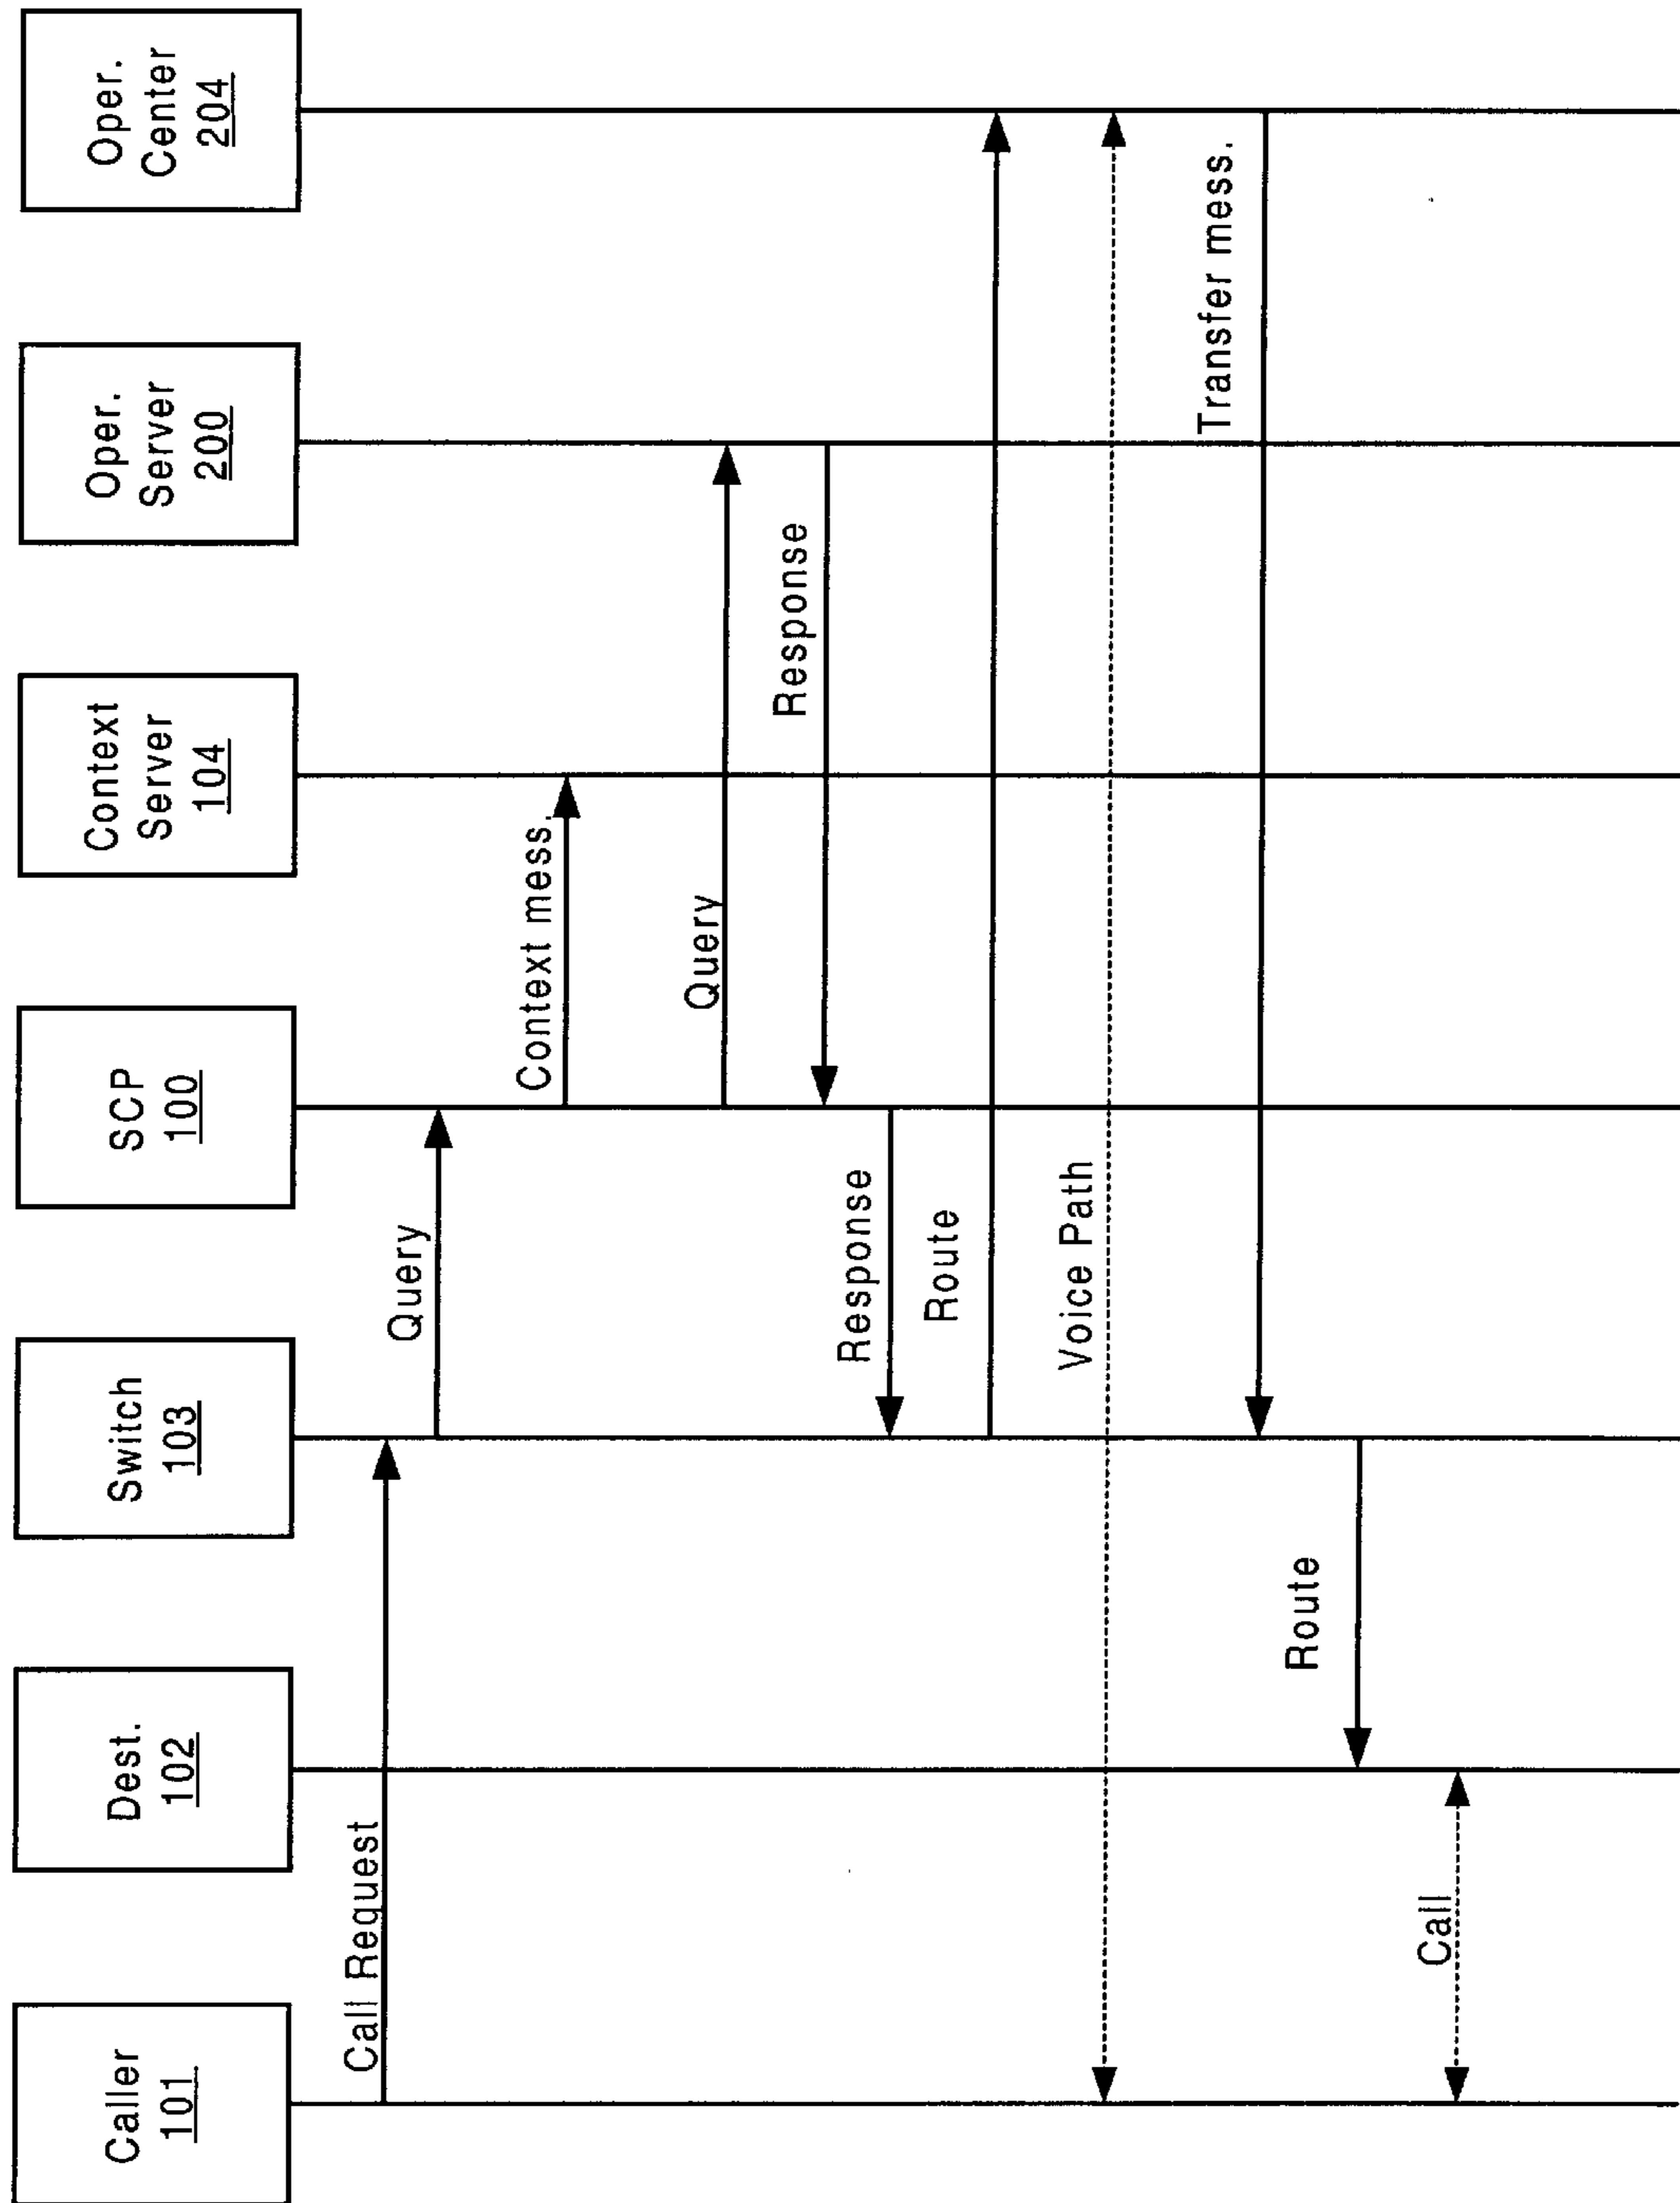 Caller
101
Dest.
102
Switch
103
SCP
100
Context
Server
104
Oper.
Server
200
Oper.
Center
204
Call Request
Query
Context mess.
Query
Response
Response
Route
Voice Path
Transfer mess.
Route
Call